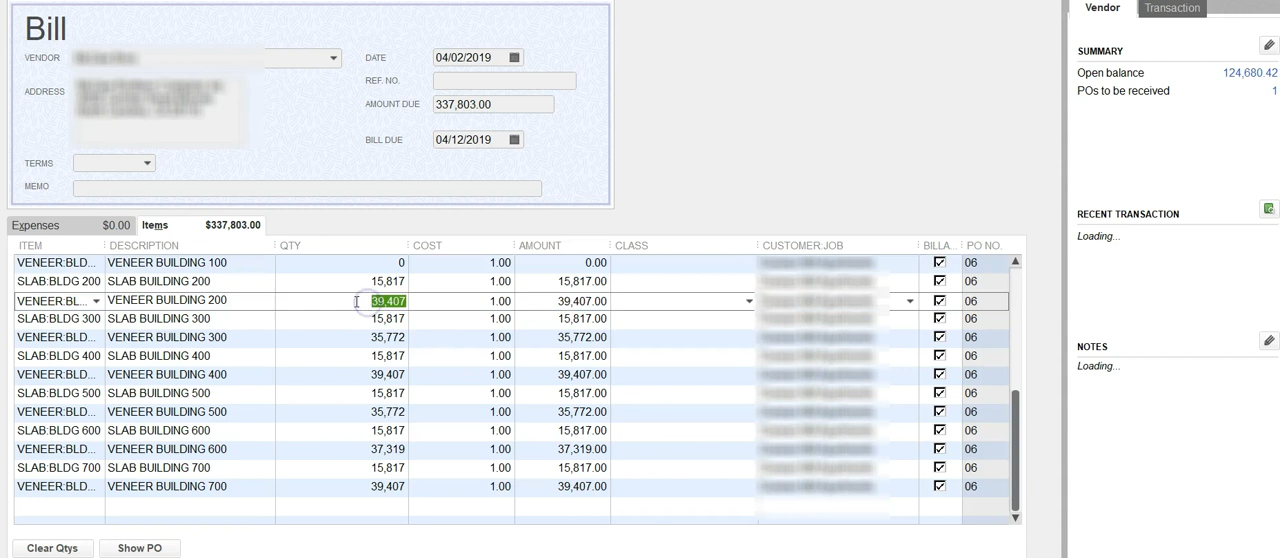 Vendor Transaction
Bill
VENDOR
DATE 04/02/2019
REF. NO.
ADDRESS
AMOUNT DUE 337,803.00
BILL DUE 04/12/2019
TERMS
MEMO
SUMMARY
Open balance 124,680.42
POs to be received 1
RECENT TRANSACTION
Loading...
NOTES
Loading...
Expenses $0.00 Items $337,803.00
ITEM DESCRIPTION QTY COST AMOUNT CLASS CUSTOMER:JOB BILLA... PO NO.
VENEER:BLD... VENEER BUILDING 100 0 1.00 0.00 06
SLAB:BLDG 200 SLAB BUILDING 200 15,817 1.00 15,817.00 06
VENEER:BL... VENEER BUILDING 200 39,407 1.00 39,407.00 06
SLAB:BLDG 300 SLAB BUILDING 300 15,817 1.00 15,817.00 06
VENEER:BLD... VENEER BUILDING 300 35,772 1.00 35,772.00 06
SLAB:BLDG 400 SLAB BUILDING 400 15,817 1.00 15,817.00 06
VENEER:BLD... VENEER BUILDING 400 39,407 1.00 39,407.00 06
SLAB:BLDG 500 SLAB BUILDING 500 15,817 1.00 15,817.00 06
VENEER:BLD... VENEER BUILDING 500 35,772 1.00 35,772.00 06
SLAB:BLDG 600 SLAB BUILDING 600 15,817 1.00 15,817.00 06
VENEER:BLD... VENEER BUILDING 600 37,319 1.00 37,319.00 06
SLAB:BLDG 700 SLAB BUILDING 700 15,817 1.00 15,817.00 06
VENEER:BLD... VENEER BUILDING 700 39,407 1.00 39,407.00 06
Clear Qtys Show PO